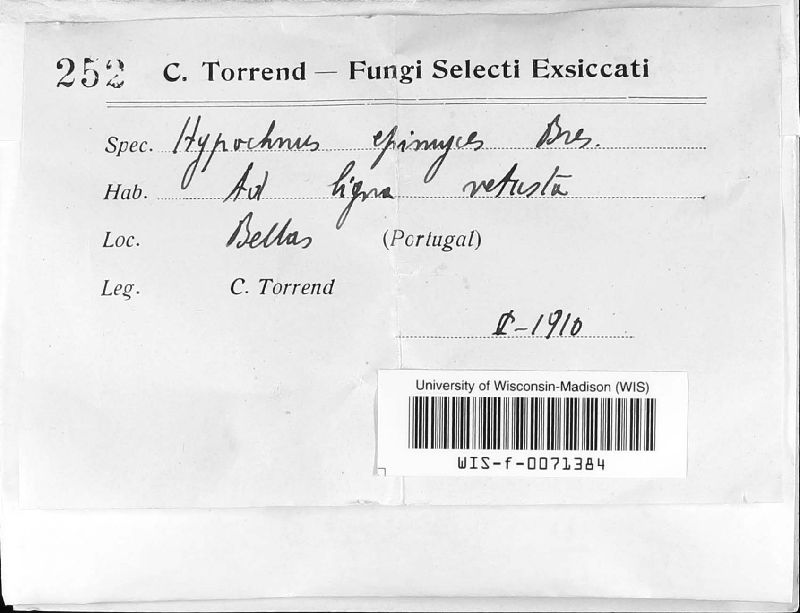 252 C. Torrend — Fungi Selecti Exsiccati
Spec. Hypochnus epimyces Bres.
Hab. Ad ligna vetusta
Loc. Bellas (Portugal)
Leg. C. Torrend
-1910
University of Wisconsin-Madison (WIS)
WIS-f-0071384